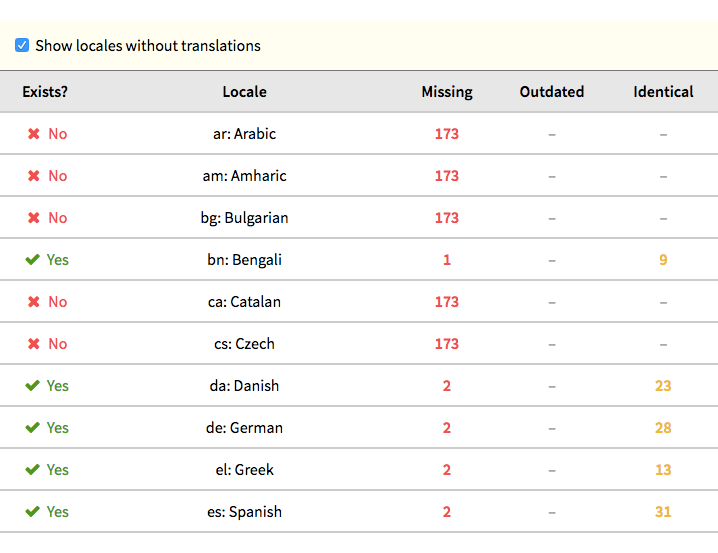 Show locales without translations
Exists? Locale Missing Outdated Identical
No ar: Arabic 173 – –
No am: Amharic 173 – –
No bg: Bulgarian 173 – –
Yes bn: Bengali 1 – 9
No ca: Catalan 173 – –
No cs: Czech 173 – –
Yes da: Danish 2 – 23
Yes de: German 2 – 28
Yes el: Greek 2 – 13
Yes es: Spanish 2 – 31